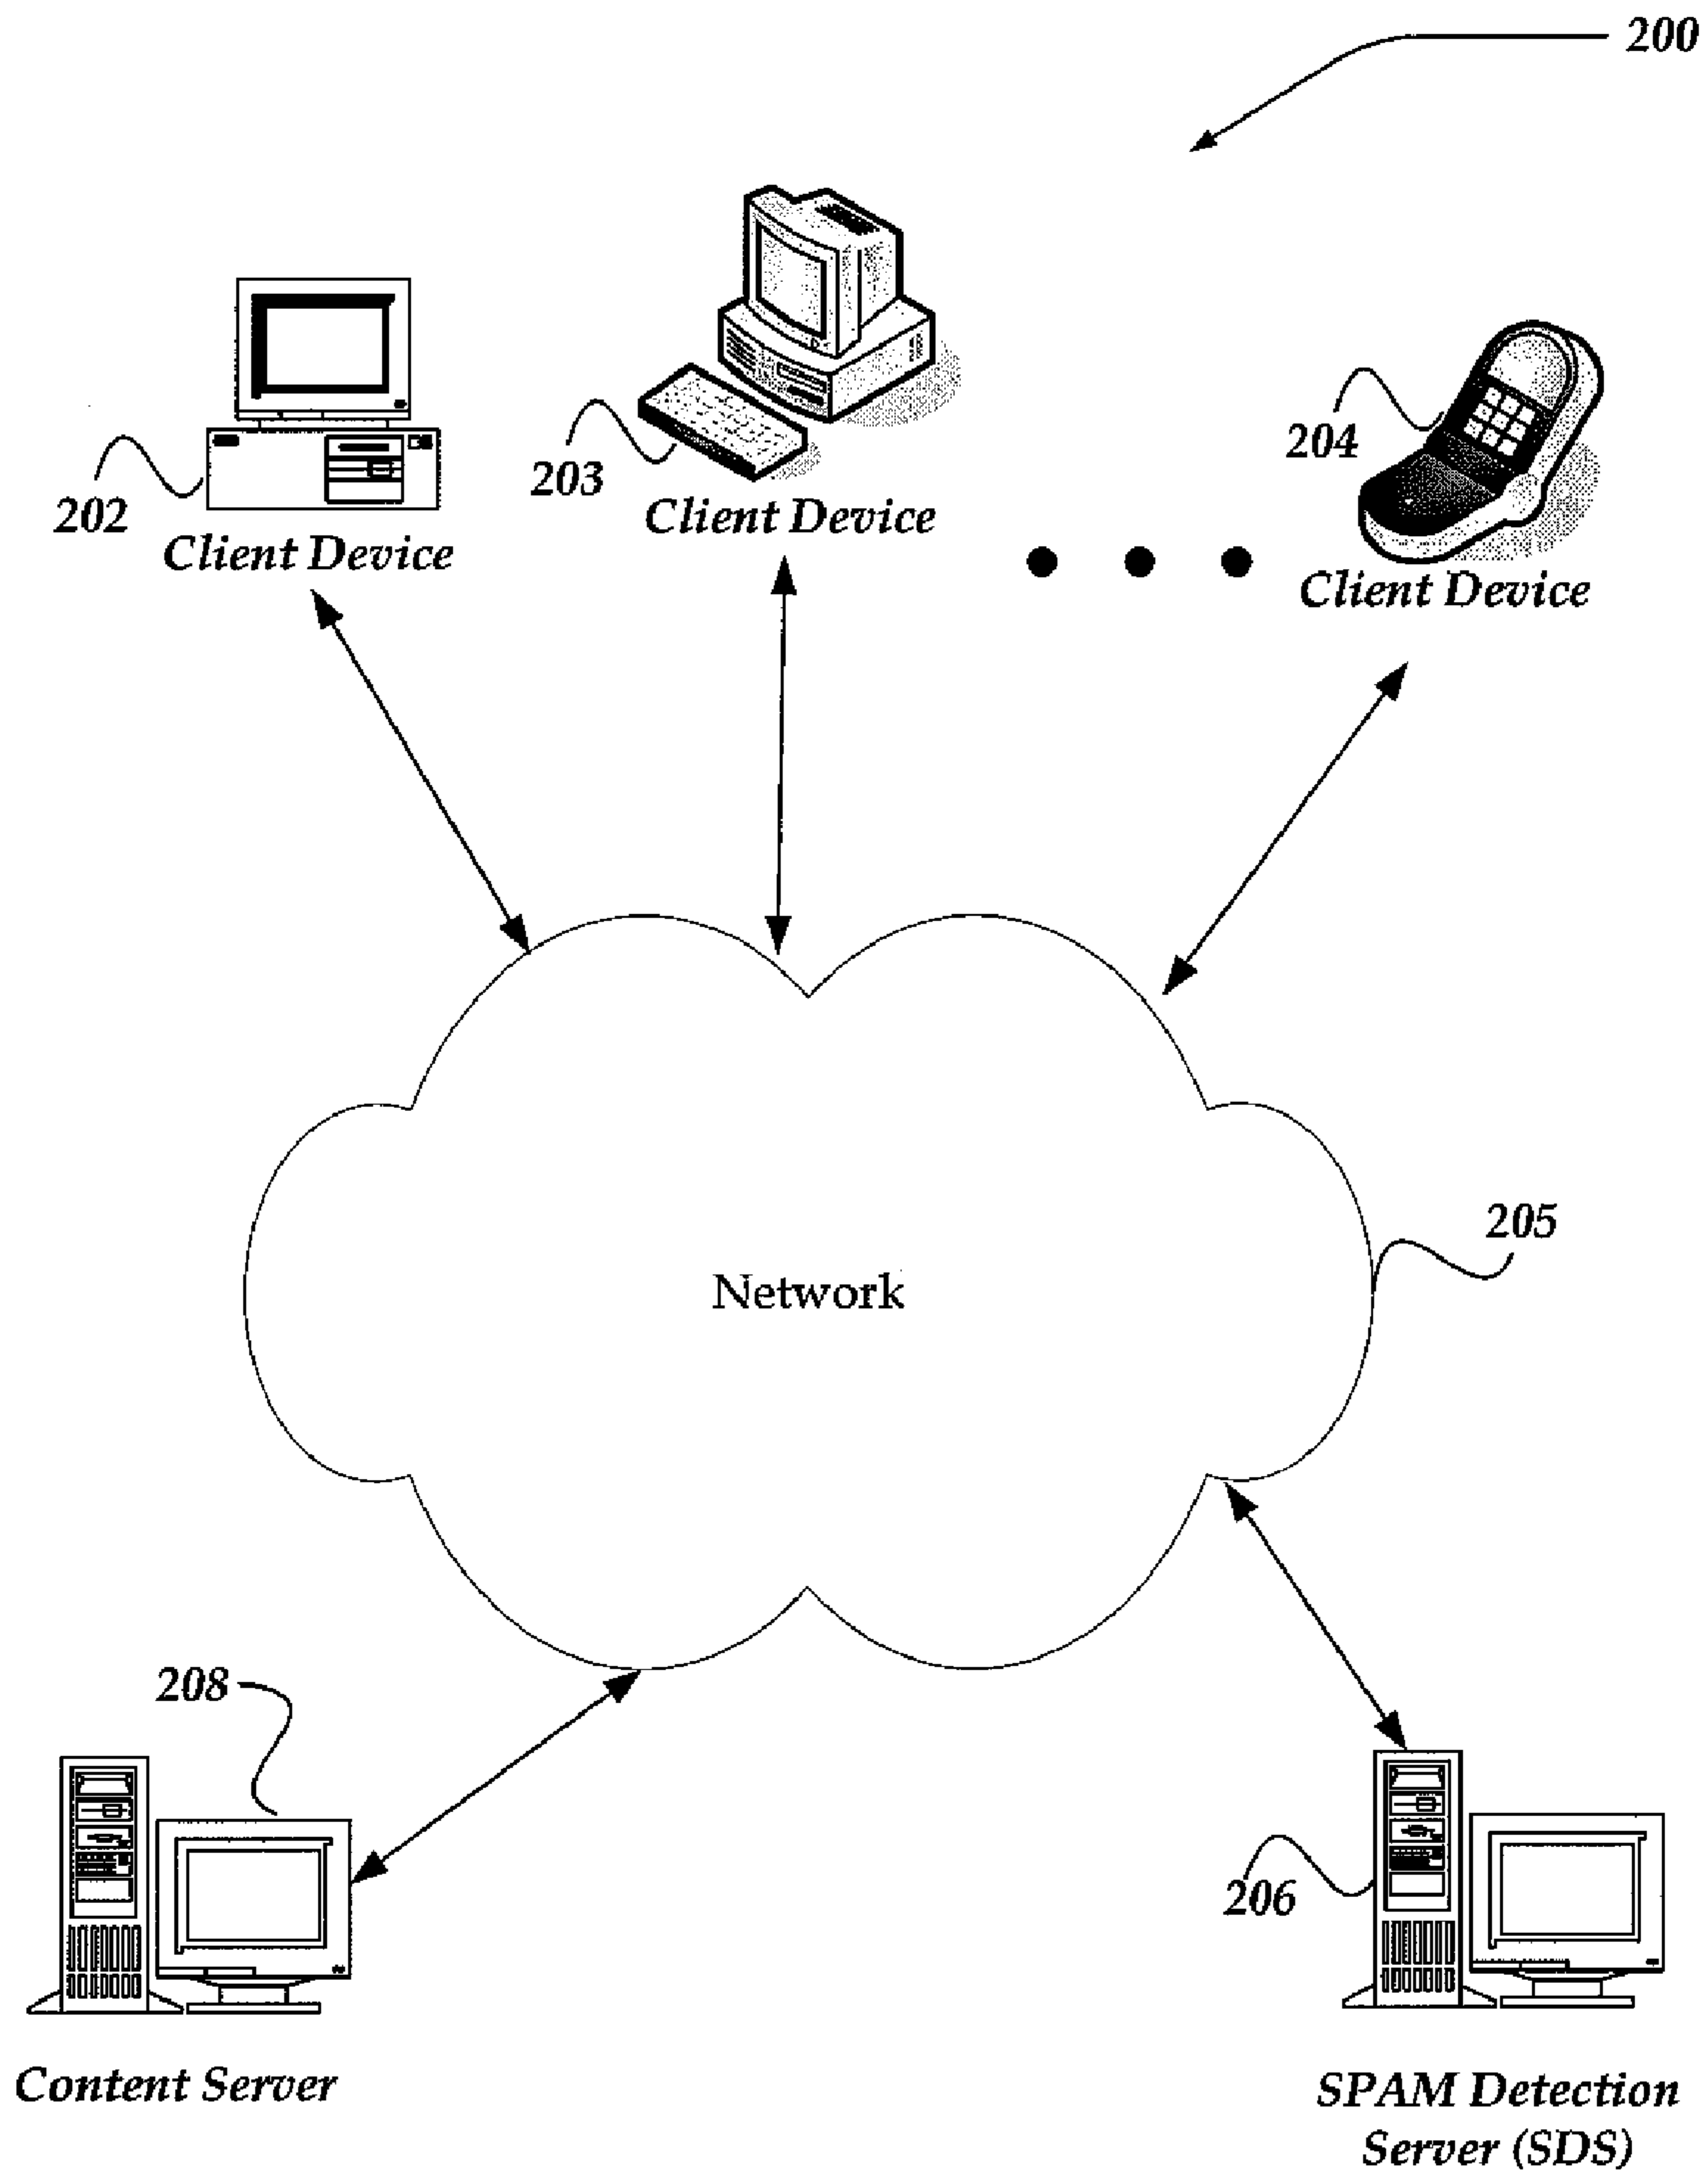 200
202
Client Device
203
Client Device
204
Client Device
Network
205
208
206
Content Server
SPAM Detection
Server (SDS)